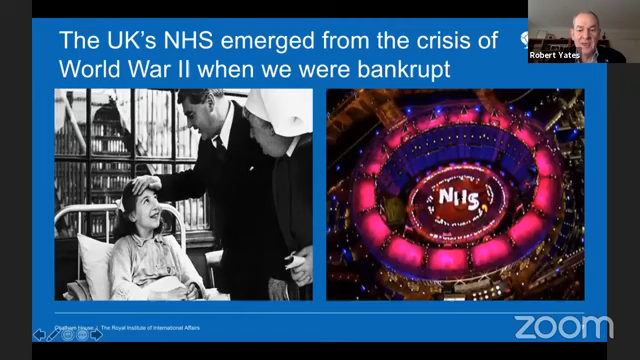 The UK's NHS emerged from the crisis of
World War II when we were bankrupt
Robert Yates
NHS
Chatham House | The Royal Institute of International Affairs
zoom